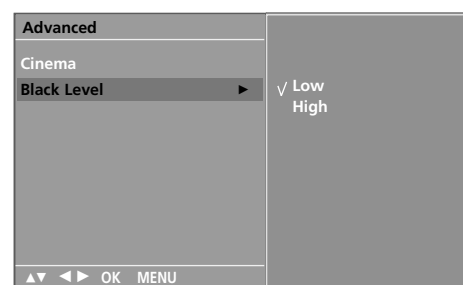 Advanced
Cinema
Black Level ►
√ Low
High
▲▼ ◄► OK MENU